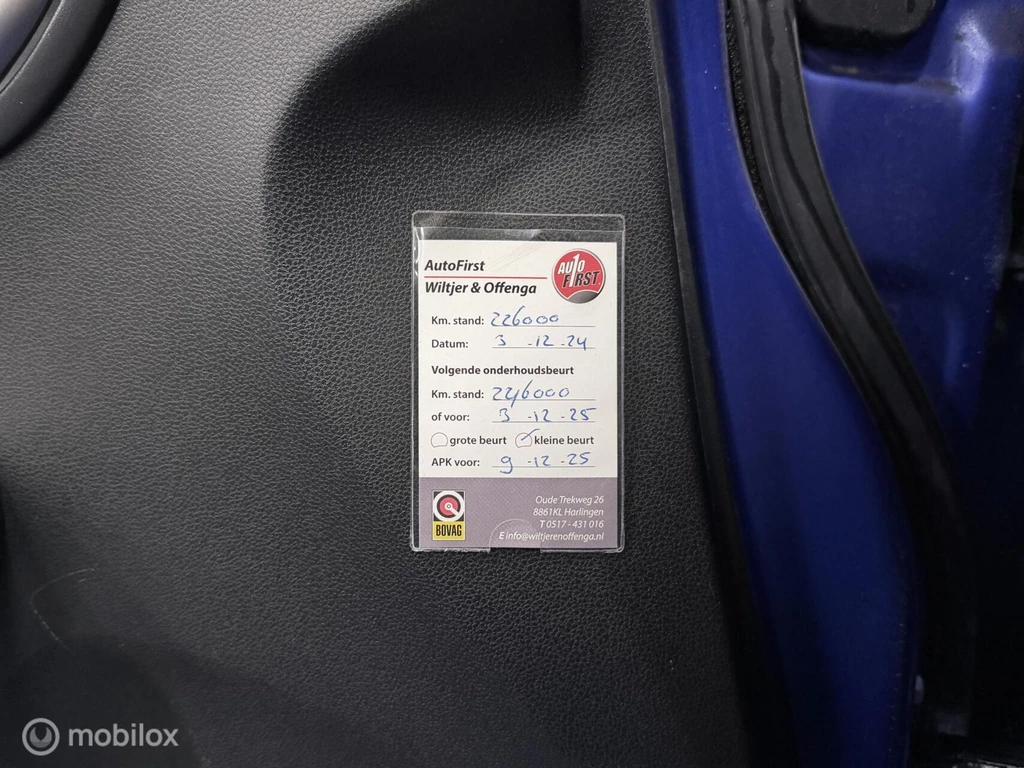 AutoFirst
Wiltjer & Offenga
AUTO
FIRST
Km. stand: 226000
Datum: 3 -12 -24
Volgende onderhoudsbeurt
Km. stand: 246000
of voor: 3 -12 -25
grote beurt kleine beurt
APK voor: 9 -12 -25
BOVAG
Oude Trekweg 26
8861KL Harlingen
T 0517 - 431 016
E info@wiltjerenoffenga.nl
mobilox